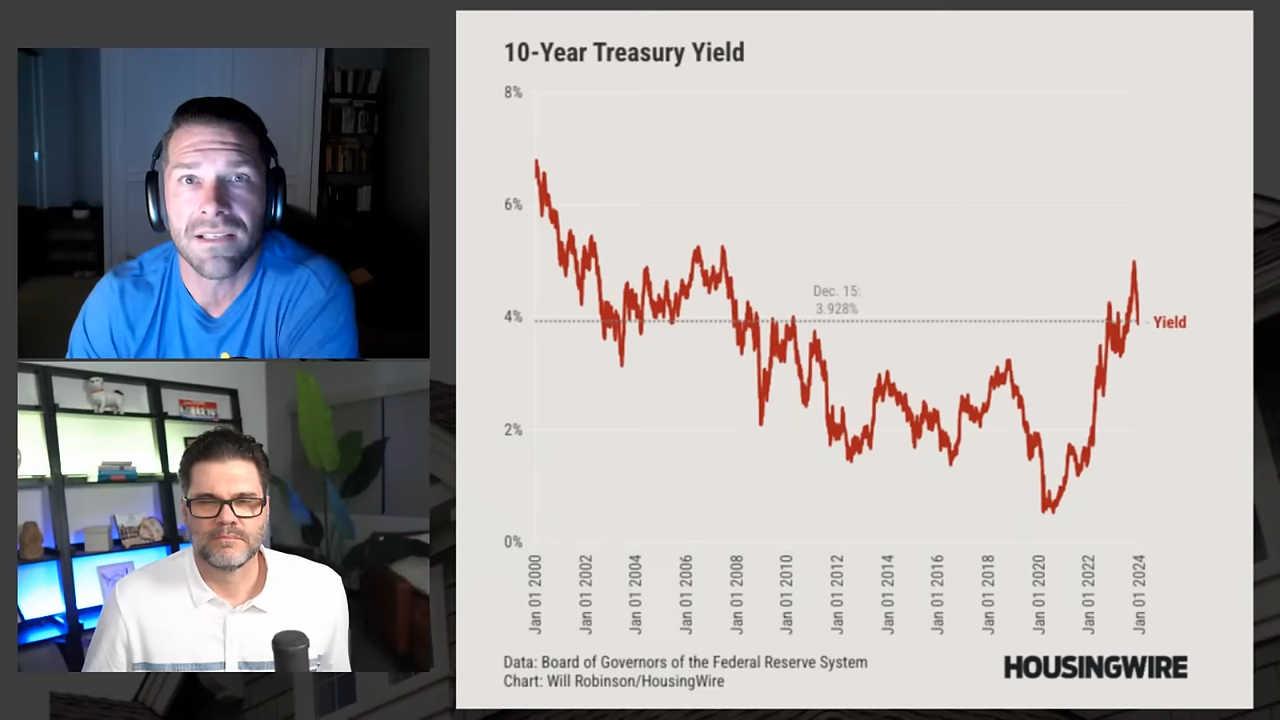 10-Year Treasury Yield
8%
6%
4%
2%
0%
Dec. 15:
3.928%
Yield
Jan 01 2000
Jan 01 2002
Jan 01 2004
Jan 01 2006
Jan 01 2008
Jan 01 2010
Jan 01 2012
Jan 01 2014
Jan 01 2016
Jan 01 2018
Jan 01 2020
Jan 01 2022
Jan 01 2024
Data: Board of Governors of the Federal Reserve System
Chart: Will Robinson/HousingWire
HOUSINGWIRE